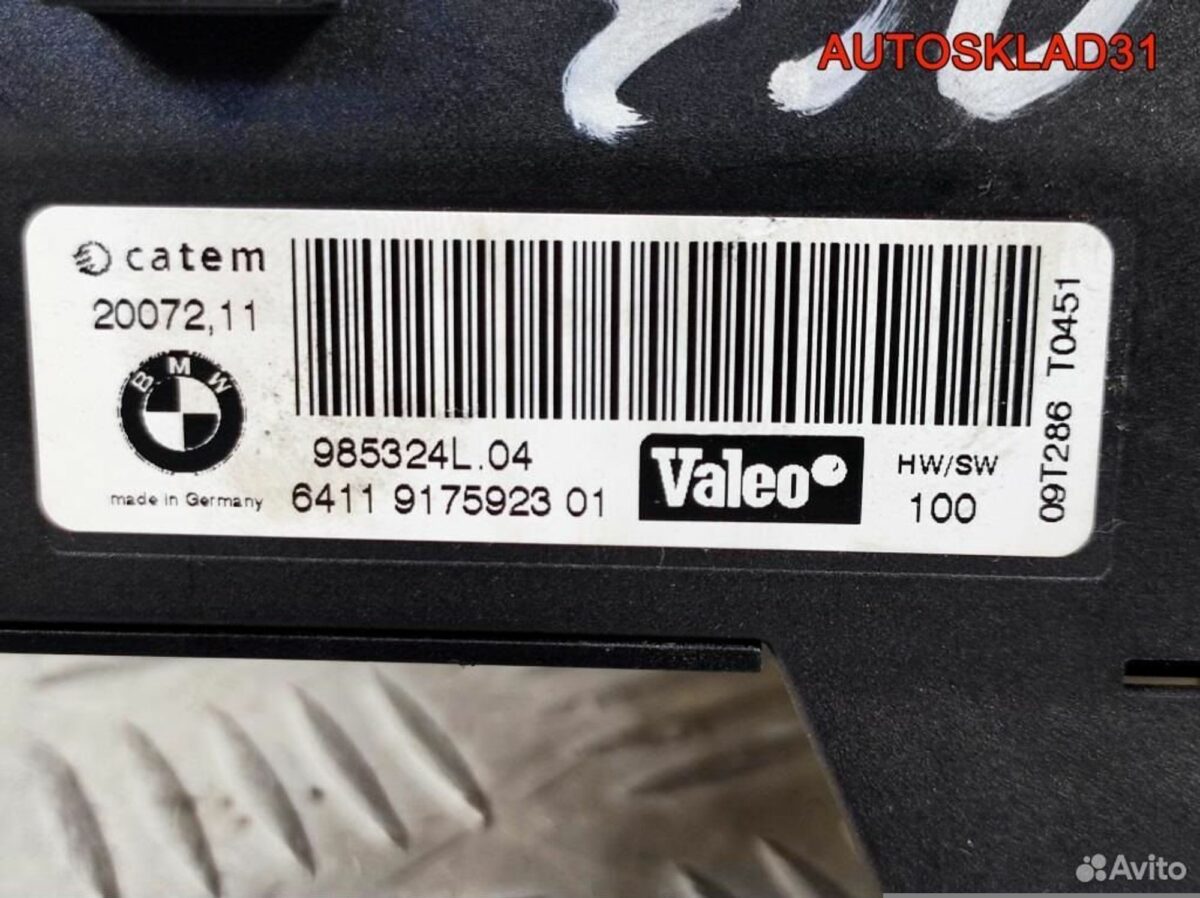 AUTOSKLAD31
catem
20072,11
BMW
made in Germany
985324L.04
6411 9175923 01
Valeo
HW/SW
100
09T286 T0451
Avito